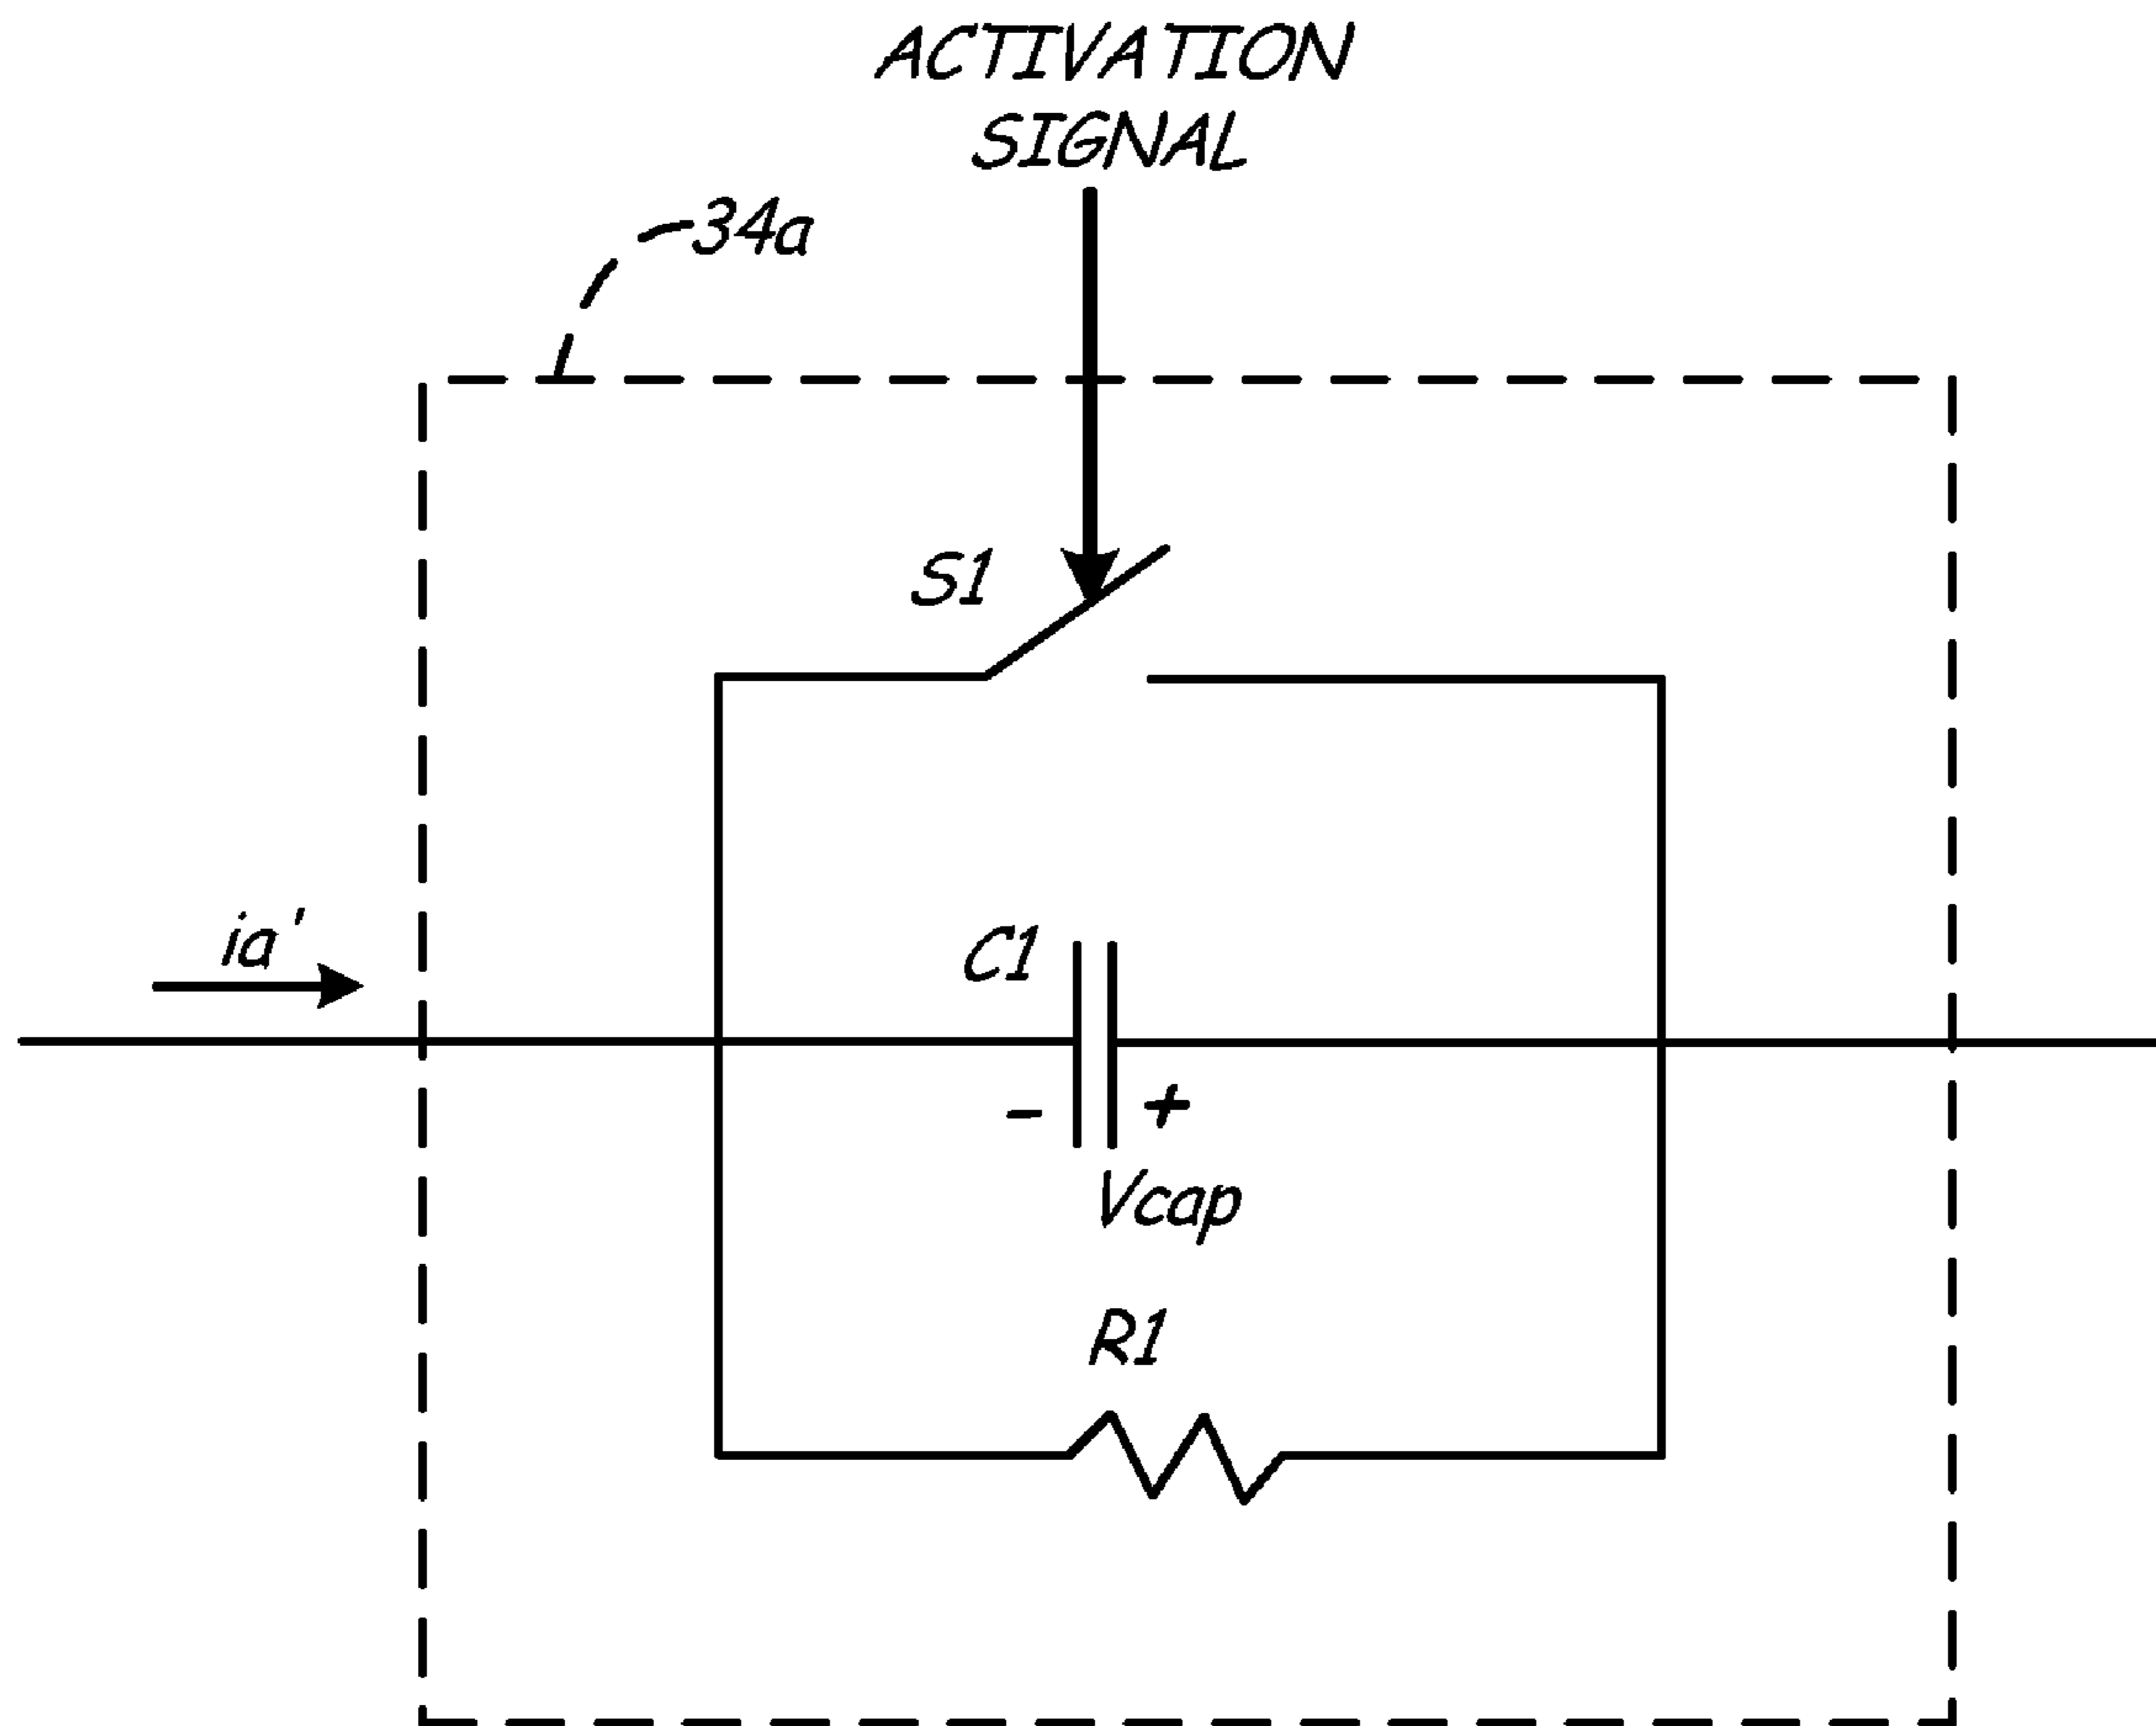 ACTIVATION
SIGNAL
34a
S1
ia'
C1
- +
Vcap
R1